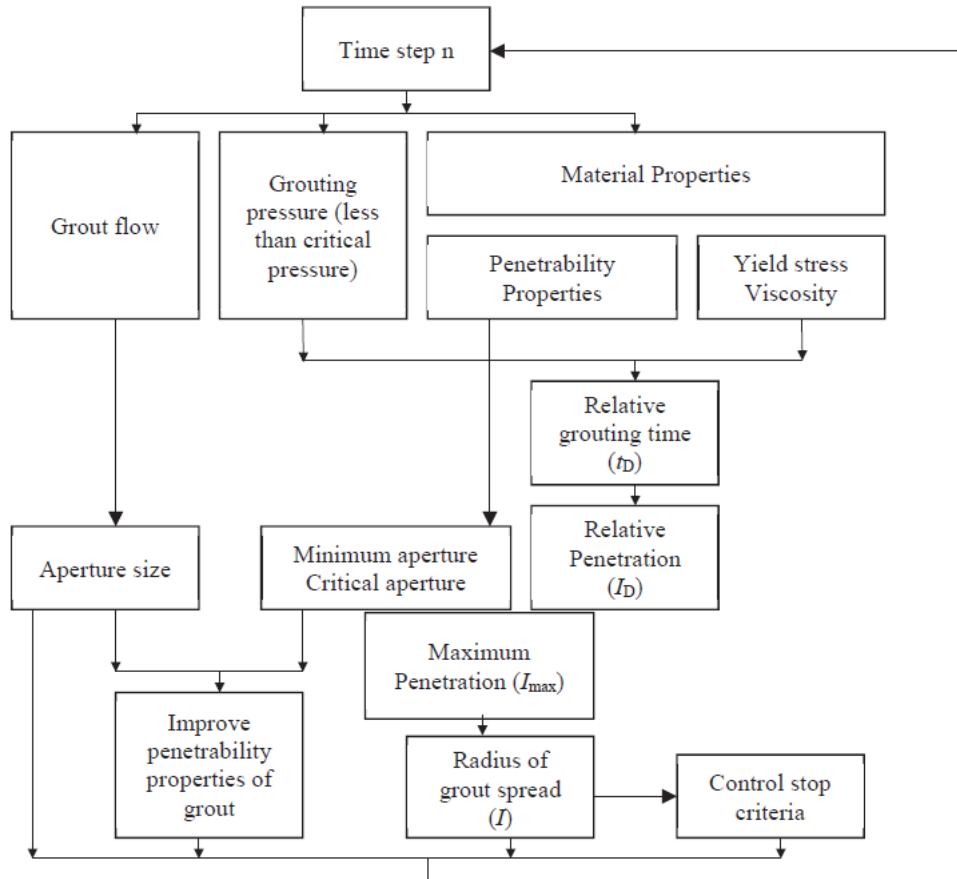 Time step n
Grout flow
Grouting
pressure (less
than critical
pressure)
Material Properties
Penetrability
Properties
Yield stress
Viscosity
Relative
grouting time
(tD)
Relative
Penetration
(ID)
Aperture size
Minimum aperture
Critical aperture
Maximum
Penetration (Imax)
Improve
penetrability
properties of
grout
Radius of
grout spread
(I)
Control stop
criteria